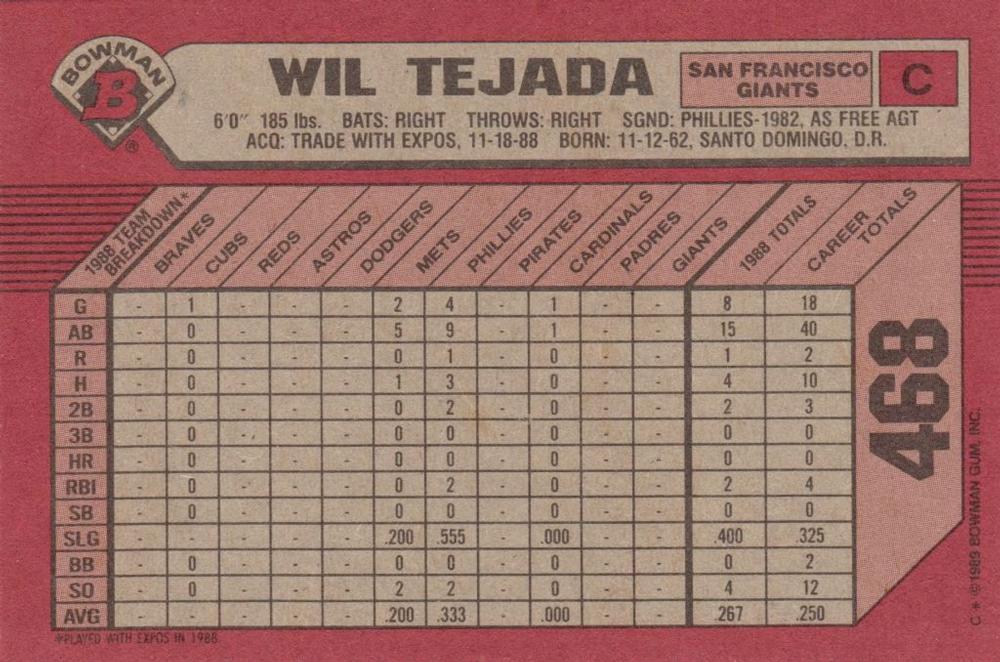 BOWMAN
B
®
WIL TEJADA
SAN FRANCISCO
GIANTS
C
6'0" 185 lbs. BATS: RIGHT THROWS: RIGHT SGND: PHILLIES-1982, AS FREE AGT
ACQ: TRADE WITH EXPOS, 11-18-88 BORN: 11-12-62, SANTO DOMINGO, D.R.
1988 TEAM
BREAKDOWN* BRAVES CUBS REDS ASTROS DODGERS METS PHILLIES PIRATES CARDINALS PADRES GIANTS 1988 TOTALS CAREER
TOTALS
G - 1 - - - 2 4 - 1 - - 8 18
AB - 0 - - - 5 9 - 1 - - 15 40
R - 0 - - - 0 1 - 0 - - 1 2
H - 0 - - - 1 3 - 0 - - 4 10
2B - 0 - - - 0 2 - 0 - - 2 3
3B - 0 - - - 0 0 - 0 - - 0 0
HR - 0 - - - 0 0 - 0 - - 0 0
RBI - 0 - - - 0 2 - 0 - - 2 4
SB - 0 - - - 0 0 - 0 - - 0 0
SLG - - - - - .200 .555 - .000 - - .400 .325
BB - 0 - - - 0 0 - 0 - - 0 2
SO - 0 - - - 2 2 - 0 - - 4 12
AVG - - - - - .200 .333 - .000 - - .267 .250
468
*PLAYED WITH EXPOS IN 1988
C * ©1989 BOWMAN GUM, INC.